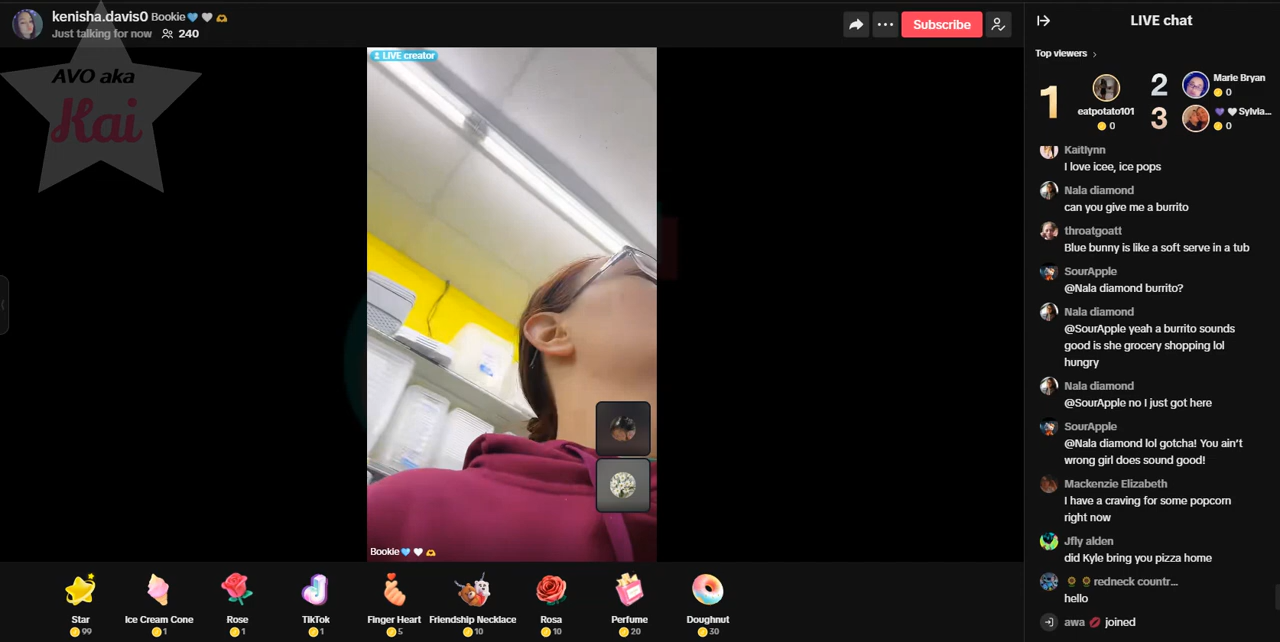 kenisha.davis0 Bookie💙🤍🫶
Just talking for now 240
Subscribe
AVO aka
Kai
LIVE creator
Bookie💙🤍🫶
Star
99
Ice Cream Cone
1
Rose
1
TikTok
1
Finger Heart
5
Friendship Necklace
10
Rosa
10
Perfume
20
Doughnut
30
LIVE chat
Top viewers
1
eatpotato101
0
2
Marie Bryan
0
3
💜🤍Sylvia...
0
Kaitlynn
I love icee, ice pops
Nala diamond
can you give me a burrito
throatgoatt
Blue bunny is like a soft serve in a tub
SourApple
@Nala diamond burrito?
Nala diamond
@SourApple yeah a burrito sounds
good is she grocery shopping lol
hungry
Nala diamond
@SourApple no I just got here
SourApple
@Nala diamond lol gotcha! You ain't
wrong girl does sound good!
Mackenzie Elizabeth
I have a craving for some popcorn
right now
Jfly alden
did Kyle bring you pizza home
🌻🌻redneck countr...
hello
awa 💋 joined